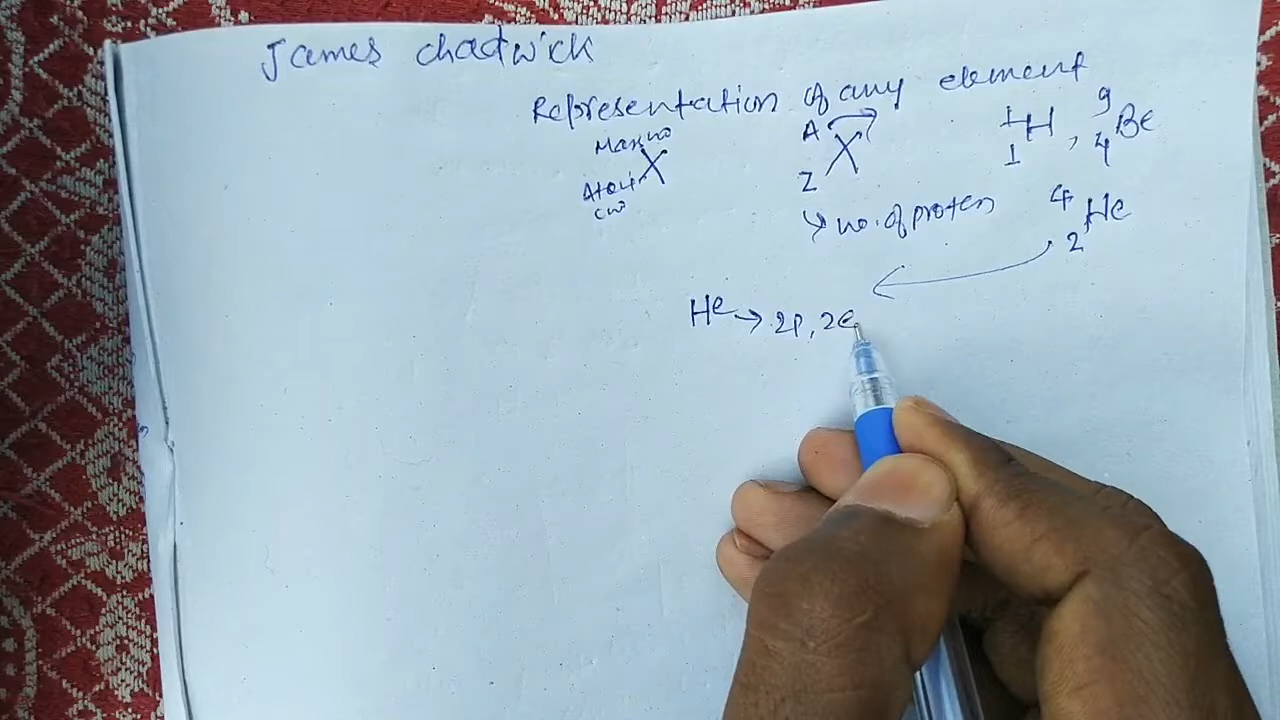 James chadwick
Representation of any element
Mass no
X
Atomic
no
A
X
Z
1
H
1
, 9
Be
4
→ no. of proton
4
He
2
He → 2P, 2e